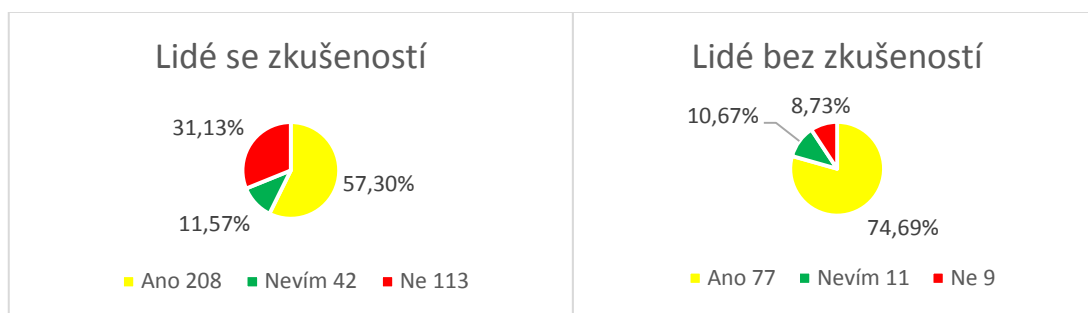 Lidé se zkušeností
31,13%
57,30%
11,57%
Ano 208 Nevím 42 Ne 113
Lidé bez zkušeností
10,67%
8,73%
74,69%
Ano 77 Nevím 11 Ne 9